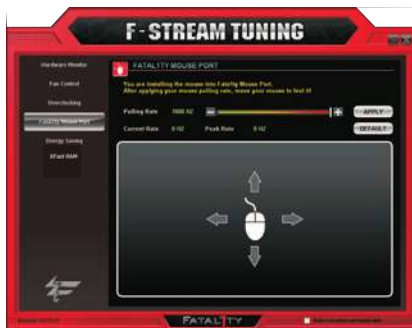 F-STREAM TUNING
Hardware Monitor
Fan Control
Overclocking
Fatal1ty Mouse Port
Energy Saving
XFast RAM
FATAL1TY MOUSE PORT
You are installing the mouse into Fatal1ty Mouse Port.
After applying your mouse polling rate, move your mouse to feel it!
Polling Rate 1000 HZ APPLY
Current Rate 0 HZ Peak Rate 0 HZ DEFAULT
FATAL1TY